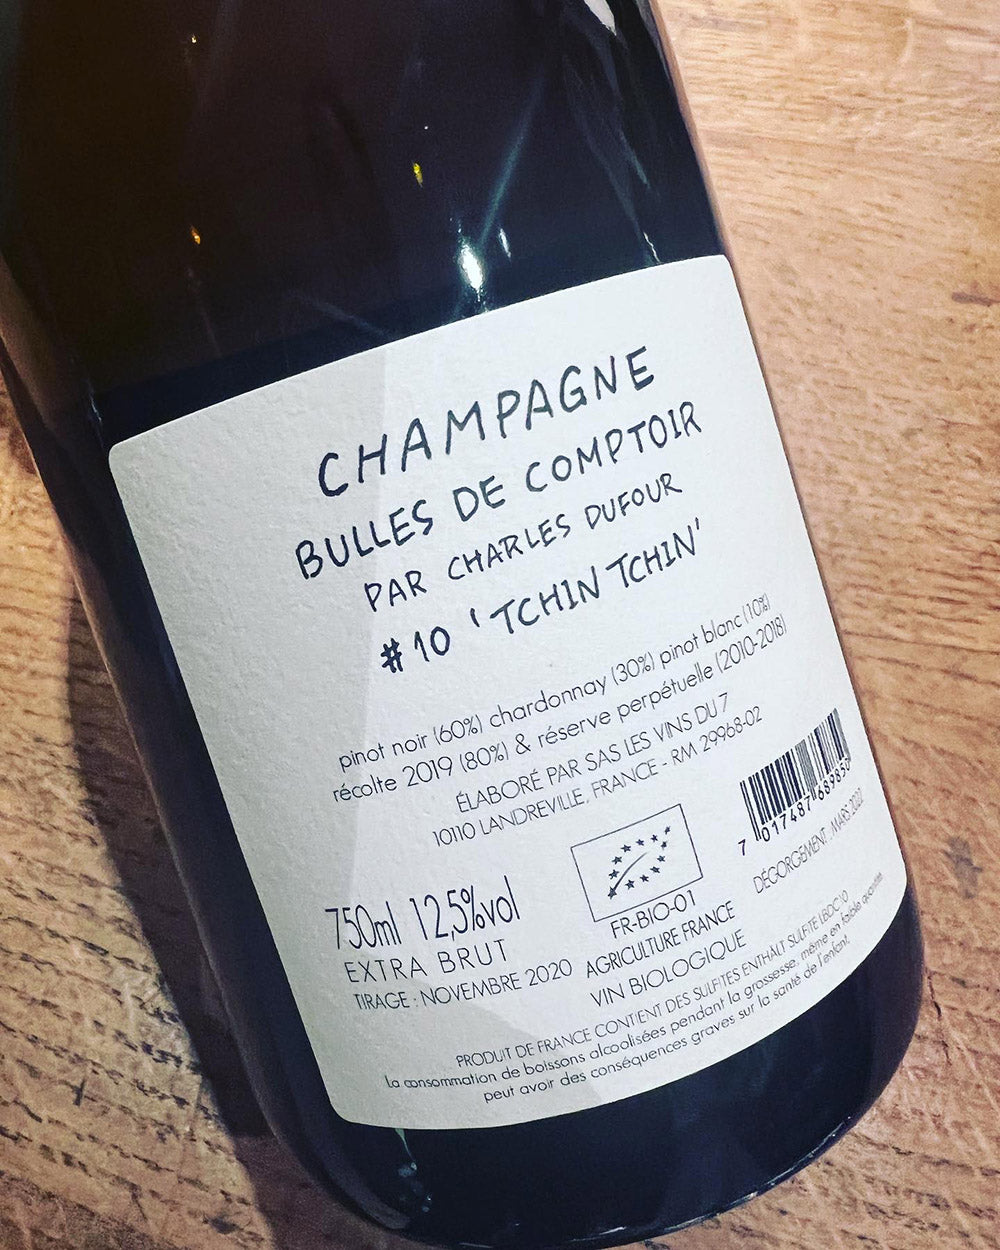 CHAMPAGNE
BULLES DE COMPTOIR
PAR CHARLES DUFOUR
#10 'TCHIN TCHIN'
pinot noir (60%) chardonnay (30%) pinot blanc (10%)
récolte 2019 (80%) & réserve perpétuelle (2010-2018)
ÉLABORÉ PAR SAS LES VINS DU 7
10110 LANDREVILLE, FRANCE - RM 29968-02
750ml 12,5%vol
EXTRA BRUT
TIRAGE : NOVEMBRE 2020
FR-BIO-01
AGRICULTURE FRANCE
VIN BIOLOGIQUE
7 017487 689850
DÉGORGEMENT : MARS
PRODUIT DE FRANCE CONTIENT DES SULFITES ENTHÄLT SULFITE LBDC10
La consommation de boissons alcoolisées pendant la grossesse, même en faible quantité,
peut avoir des conséquences graves sur la santé de l'enfant.